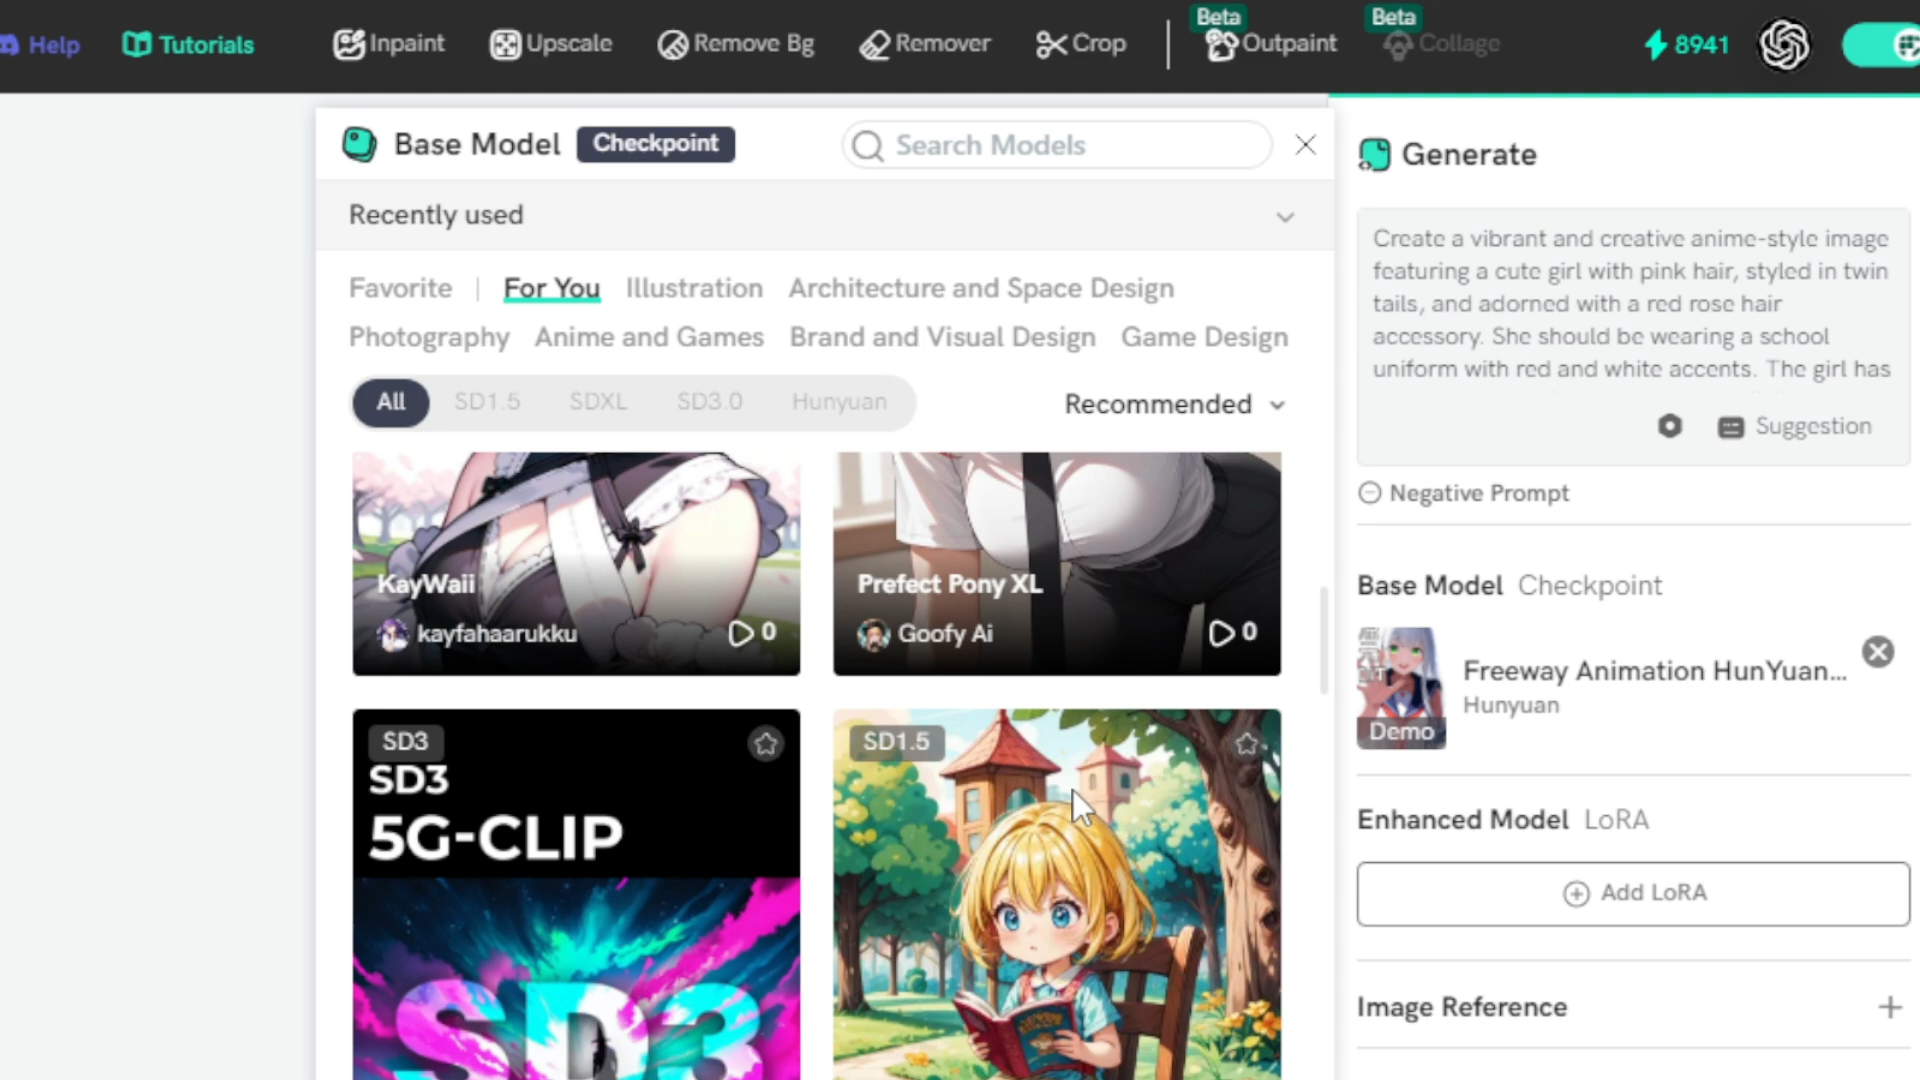 Help
Tutorials
Inpaint
Upscale
Remove Bg
Remover
Crop
Beta
Outpaint
Beta
Collage
8941
Base Model
Checkpoint
Search Models
Recently used
Favorite
For You
Illustration
Architecture and Space Design
Photography
Anime and Games
Brand and Visual Design
Game Design
All
SD1.5
SDXL
SD3.0
Hunyuan
Recommended
KayWaii
kayfahaarukku
0
Prefect Pony XL
Goofy Ai
0
SD3
SD3
5G-CLIP
SD3
SD1.5
Generate
Create a vibrant and creative anime-style image
featuring a cute girl with pink hair, styled in twin
tails, and adorned with a red rose hair
accessory. She should be wearing a school
uniform with red and white accents. The girl has
Suggestion
Negative Prompt
Base Model Checkpoint
Freeway Animation HunYuan...
Hunyuan
Demo
Enhanced Model LoRA
Add LoRA
Image Reference